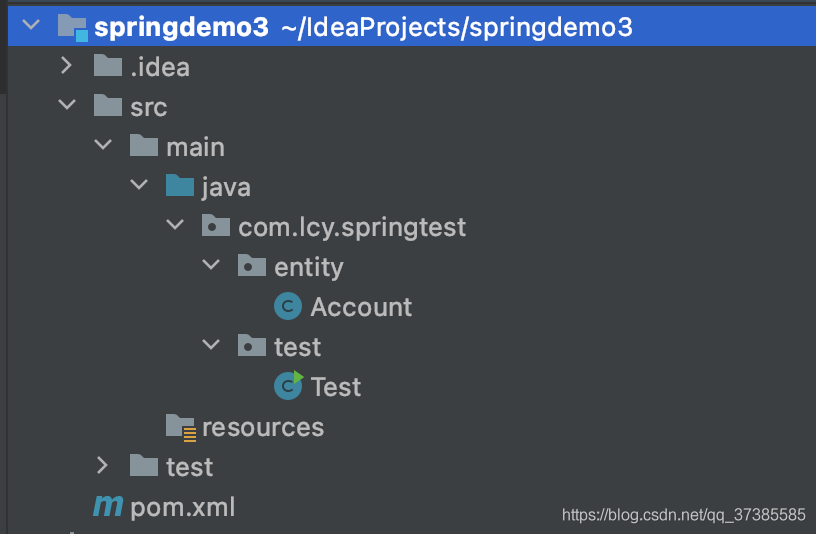 springdemo3 ~/IdeaProjects/springdemo3
.idea
src
main
java
com.lcy.springtest
entity
C Account
test
C Test
resources
test
m pom.xml
https://blog.csdn.net/qq_37385585